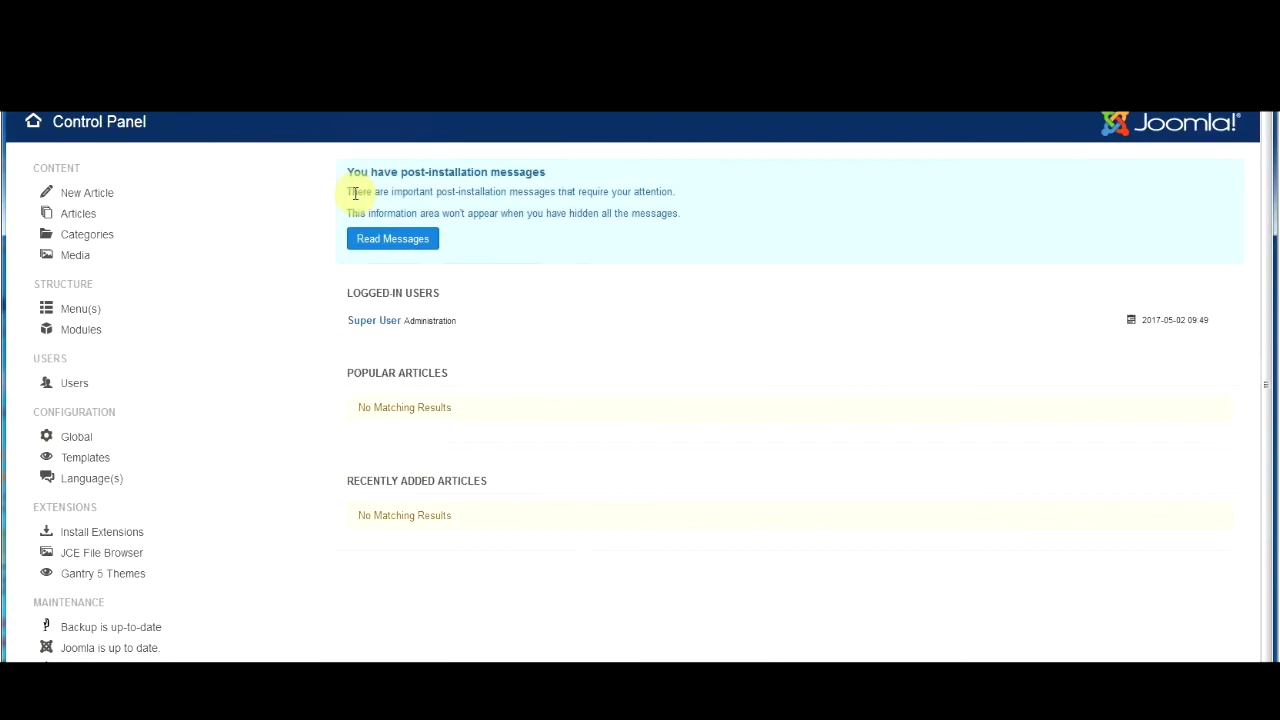 Control Panel
Joomla!®
CONTENT
New Article
Articles
Categories
Media
STRUCTURE
Menu(s)
Modules
USERS
Users
CONFIGURATION
Global
Templates
Language(s)
EXTENSIONS
Install Extensions
JCE File Browser
Gantry 5 Themes
MAINTENANCE
Backup is up-to-date
Joomla is up to date.
You have post-installation messages
There are important post-installation messages that require your attention.
This information area won't appear when you have hidden all the messages.
Read Messages
LOGGED-IN USERS
Super User Administration 2017-05-02 09:49
POPULAR ARTICLES
No Matching Results
RECENTLY ADDED ARTICLES
No Matching Results